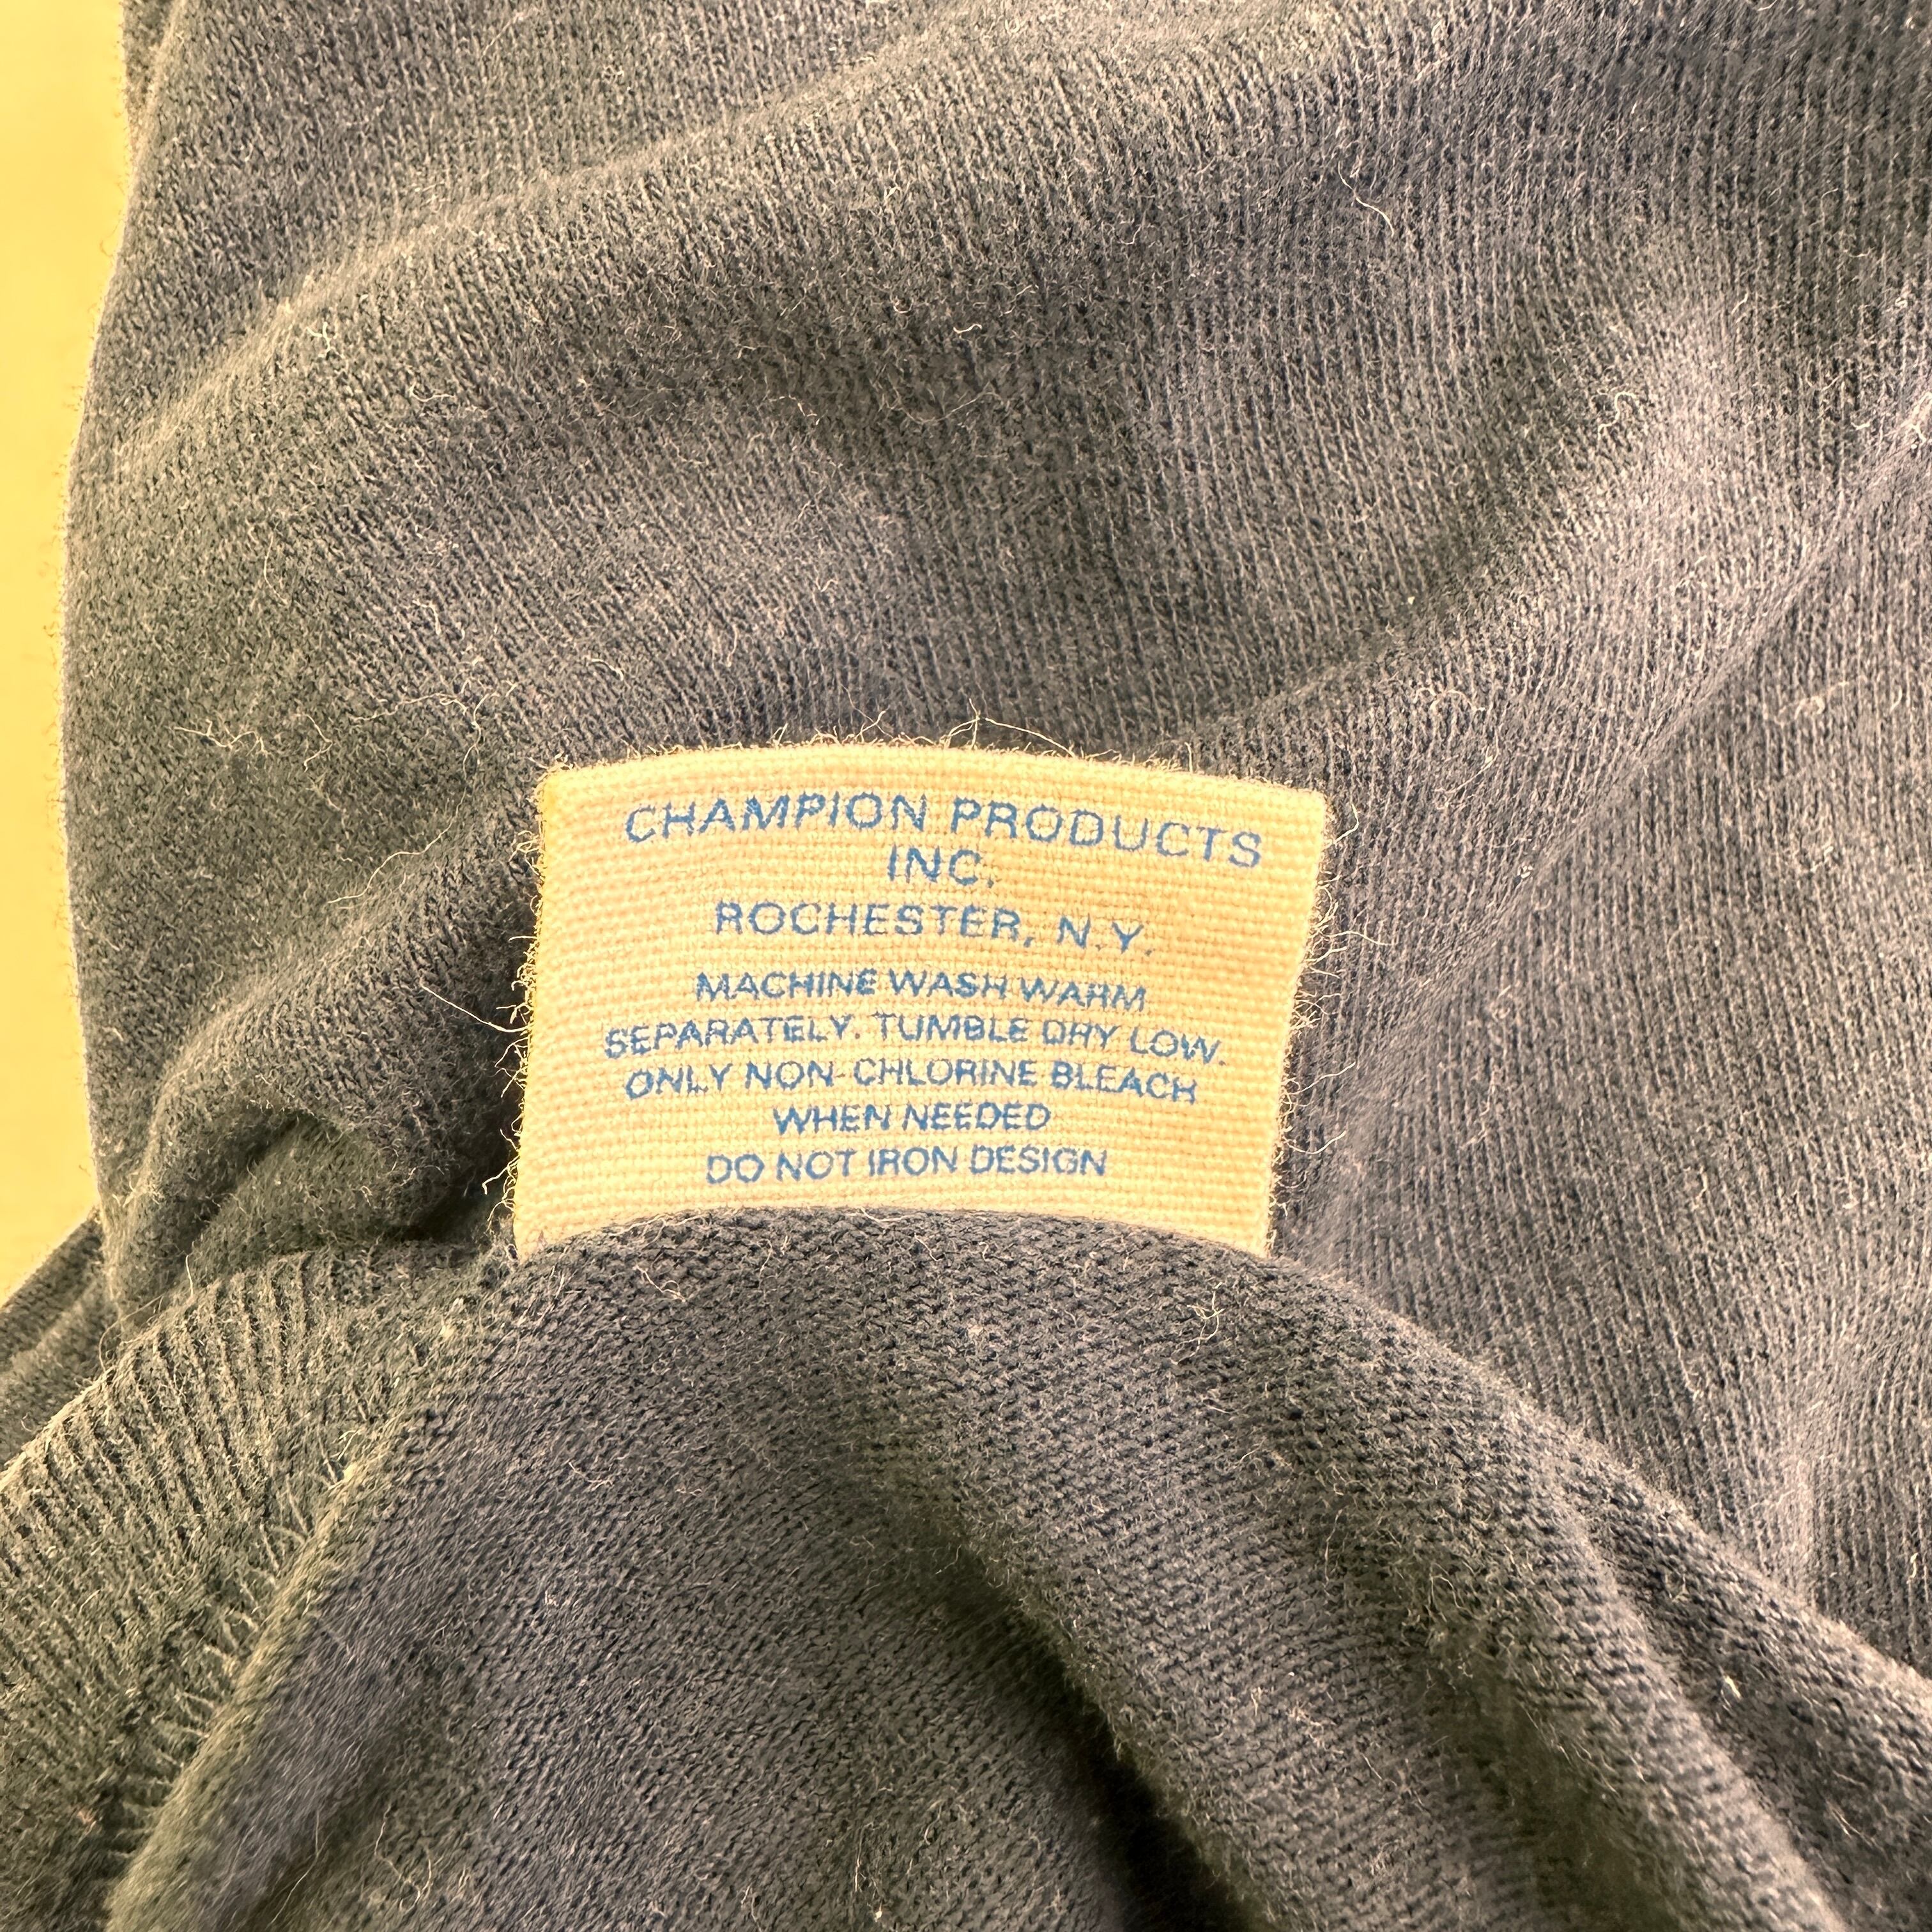 CHAMPION PRODUCTS
INC.
ROCHESTER, N.Y.
MACHINE WASH WARM
SEPARATELY. TUMBLE DRY LOW.
ONLY NON-CHLORINE BLEACH
WHEN NEEDED
DO NOT IRON DESIGN